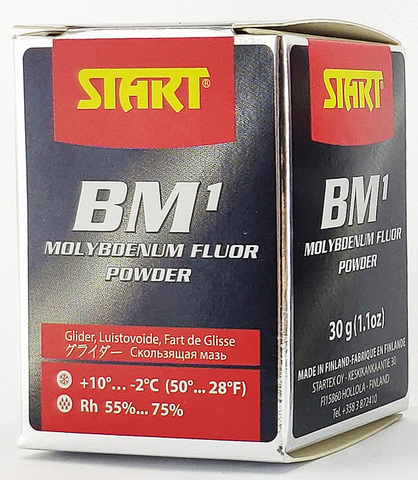 START®
BM1
MOLYBDENUM FLUOR
POWDER
Glider, Luistovoide, Fart de Glisse
グライダー Скользящая мазь
+10°... -2°C (50°... 28°F)
Rh 55%... 75%
START®
BM1
MOLYBDENUM FLUOR
POWDER
30 g (1.1oz)
MADE IN FINLAND-FABRIQUE EN FINLANDE
STARTEX OY - KESKIKANKAANTIE 30
FI15860 HOLLOLA - FINLAND
Tel. +358 3 872410